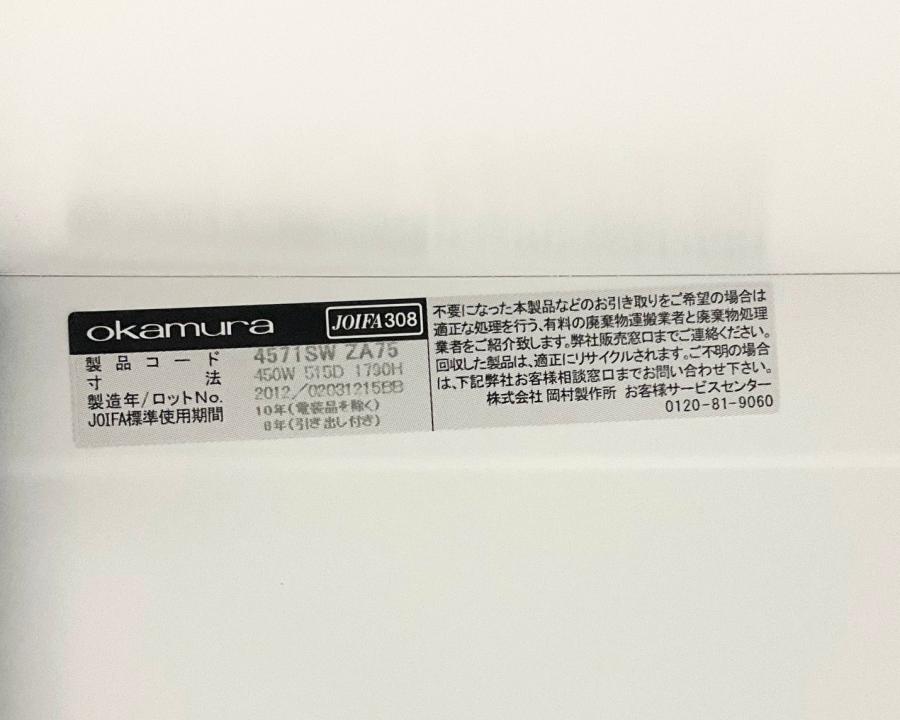 okamura
JOIFA308
製品コード 4571SW ZA75
寸法 450W 515D 1790H
製造年/ロットNo. 2012/02031215BB
JOIFA標準使用期間 10年(電装品を除く)
8年(引き出し付き)
不要になった本製品などのお引き取りをご希望の場合は
適正な処理を行う、有料の廃棄物運搬業者と廃棄物処理
業者をご紹介致します。弊社販売窓口までご連絡ください。
回収した製品は、適正にリサイクルされます。ご不明の場合
は、下記弊社お客様相談窓口までお問い合わせ下さい。
株式会社 岡村製作所 お客様サービスセンター
0120-81-9060